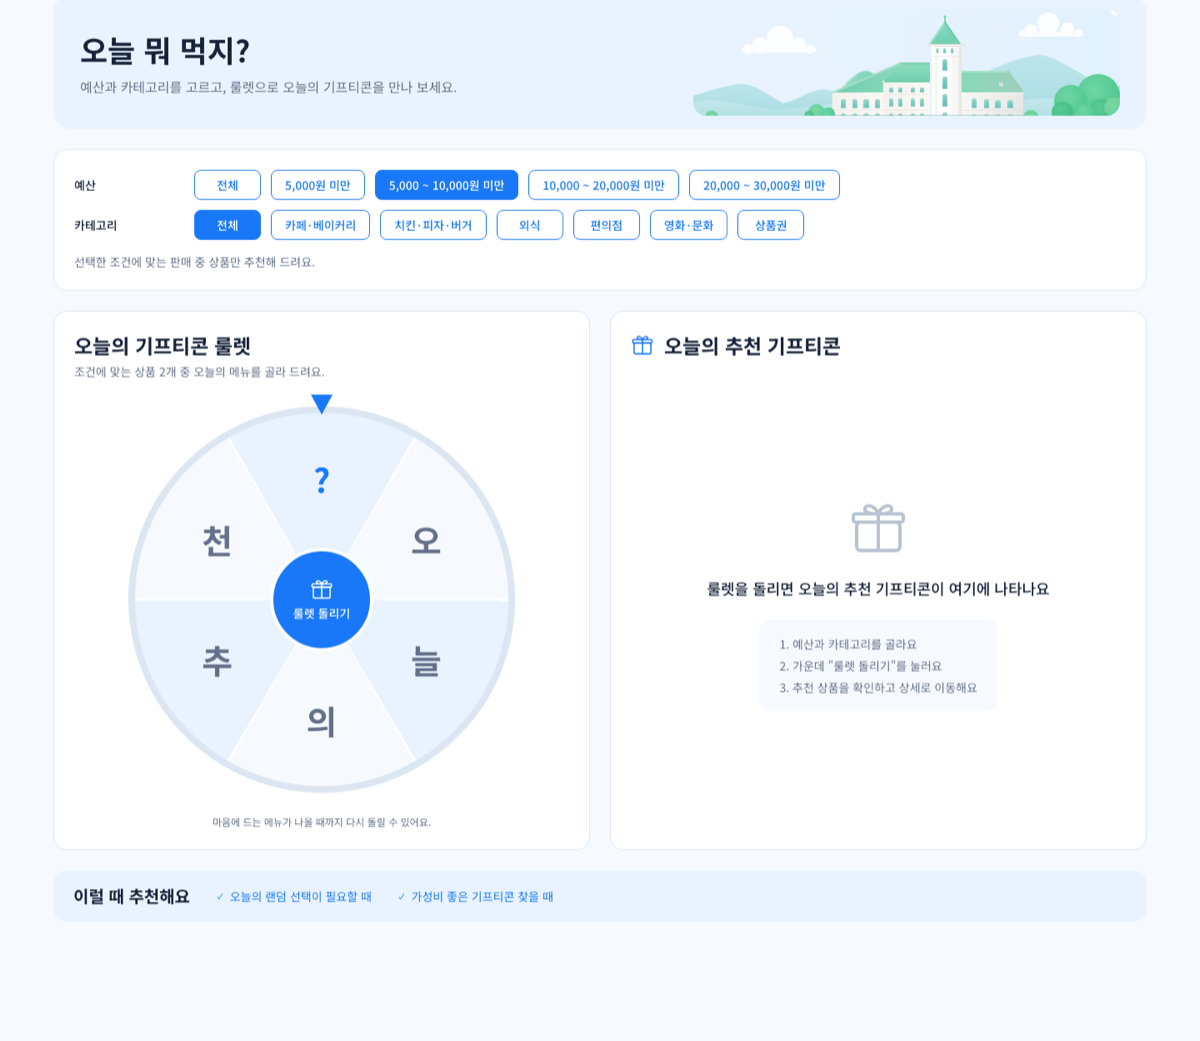 오늘 뭐 먹지?
예산과 카테고리를 고르고, 룰렛으로 오늘의 기프티콘을 만나 보세요.
예산 전체 5,000원 미만 5,000 ~ 10,000원 미만 10,000 ~ 20,000원 미만 20,000 ~ 30,000원 미만
카테고리 전체 카페·베이커리 치킨·피자·버거 외식 편의점 영화·문화 상품권
선택한 조건에 맞는 판매 중 상품만 추천해 드려요.
오늘의 기프티콘 룰렛
조건에 맞는 상품 2개 중 오늘의 메뉴를 골라 드려요.
?
오
늘
의
추
천
룰렛 돌리기
마음에 드는 메뉴가 나올 때까지 다시 돌릴 수 있어요.
오늘의 추천 기프티콘
룰렛을 돌리면 오늘의 추천 기프티콘이 여기에 나타나요
1. 예산과 카테고리를 골라요
2. 가운데 "룰렛 돌리기"를 눌러요
3. 추천 상품을 확인하고 상세로 이동해요
이럴 때 추천해요 ✓ 오늘의 랜덤 선택이 필요할 때 ✓ 가성비 좋은 기프티콘 찾을 때